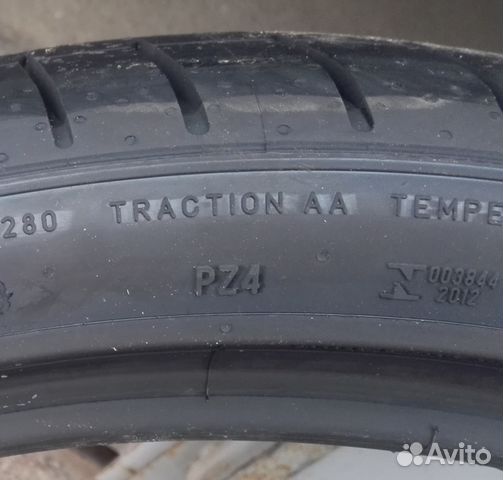 280 TRACTION AA TEMPE
PZ4
003844
2012
Avito